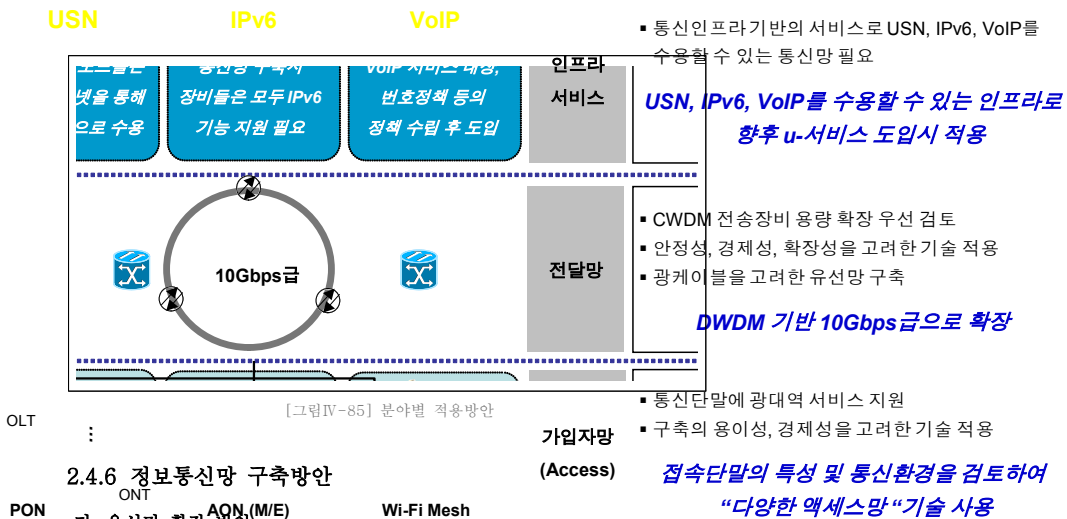 USN IPv6 VoIP
▪ 통신인프라 기반의 서비스로 USN, IPv6, VoIP를
수용할 수 있는 통신망 필요
인프라
서비스
넷을 통해
으로 수용
장비들은 모두 IPv6
기능 지원 필요
VoIP 서비스 대상,
번호정책 등의
정책 수립 후 도입
USN, IPv6, VoIP를 수용할 수 있는 인프라로
향후 u-서비스 도입시 적용
10Gbps급
전달망
▪ CWDM 전송장비 용량 확장 우선 검토
▪ 안정성, 경제성, 확장성을 고려한 기술 적용
▪ 광케이블을 고려한 유선망 구축
DWDM 기반 10Gbps급으로 확장
[그림Ⅳ-85] 분야별 적용방안
OLT
⋮
가입자망
(Access)
▪ 통신단말에 광대역 서비스 지원
▪ 구축의 용이성, 경제성을 고려한 기술 적용
접속단말의 특성 및 통신환경을 검토하여
“다양한 액세스망 “기술 사용
2.4.6 정보통신망 구축방안
ONT
PON AON (M/E) Wi-Fi Mesh